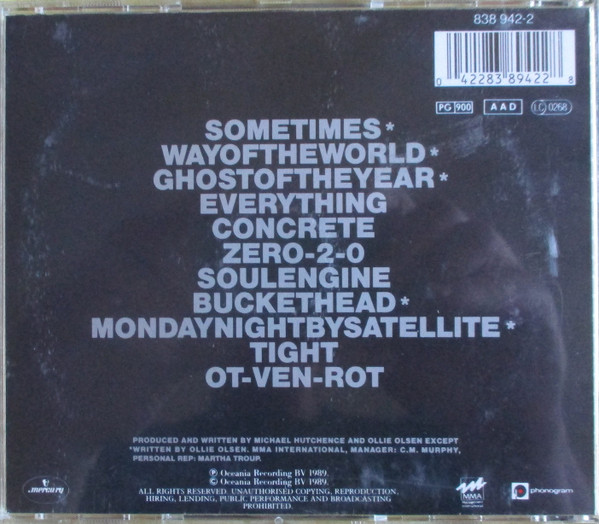 838 942-2
0 42283 89422 8
PG 900 AAD LC 0268
SOMETIMES*
WAYOFTHEWORLD*
GHOSTOFTHEYEAR*
EVERYTHING
CONCRETE
ZERO-2-0
SOULENGINE
BUCKETHEAD*
MONDAYNIGHTBYSATELLITE*
TIGHT
OT-VEN-ROT
PRODUCED AND WRITTEN BY MICHAEL HUTCHENCE AND OLLIE OLSEN EXCEPT
*WRITTEN BY OLLIE OLSEN. MMA INTERNATIONAL, MANAGER: C.M. MURPHY,
PERSONAL REP: MARTHA TROUP.
℗ Oceania Recording BV 1989.
© Oceania Recording BV 1989.
ALL RIGHTS RESERVED. UNAUTHORISED COPYING, REPRODUCTION,
HIRING, LENDING, PUBLIC PERFORMANCE AND BROADCASTING
PROHIBITED.
mercury
MMA
phonogram